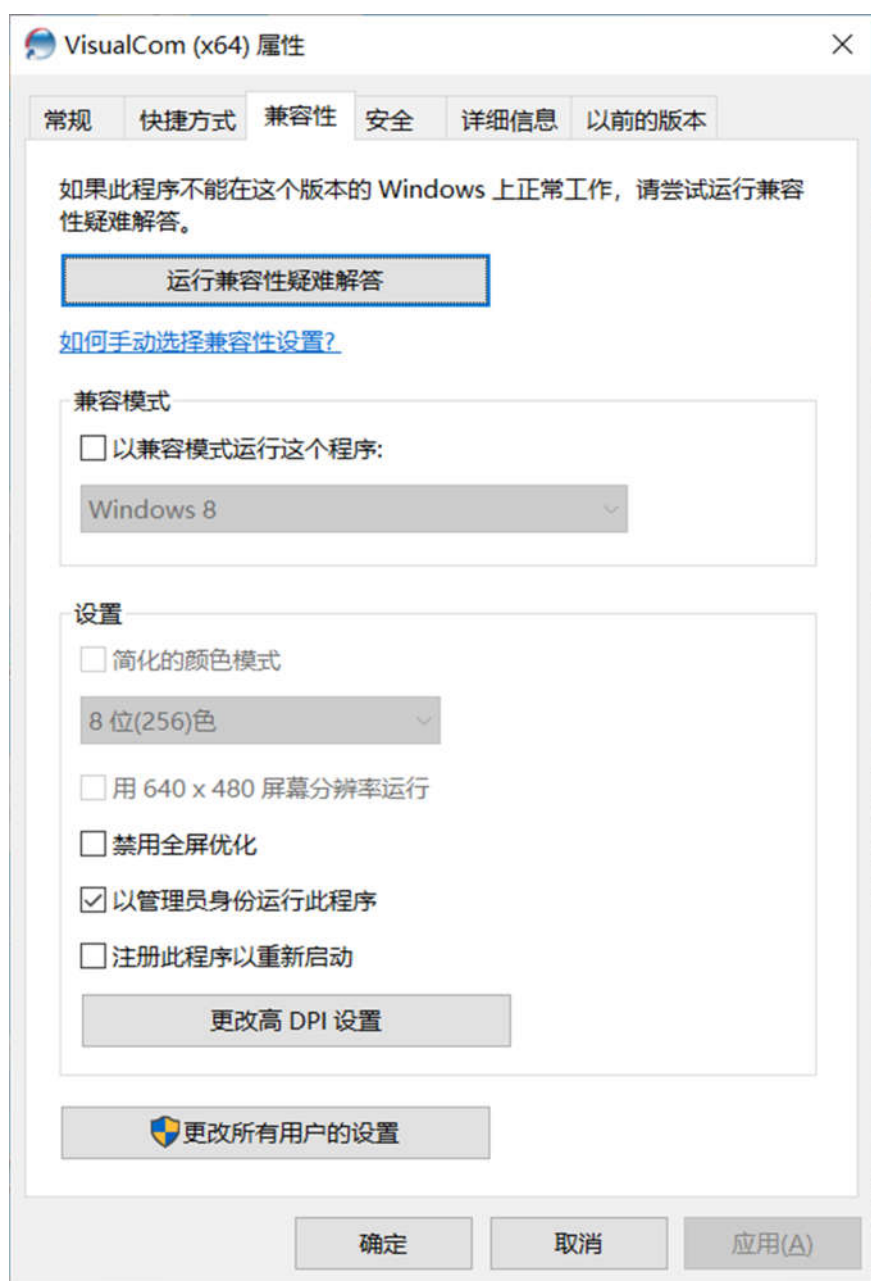 VisualCom (x64) 属性
常规 快捷方式 兼容性 安全 详细信息 以前的版本
如果此程序不能在这个版本的 Windows 上正常工作，请尝试运行兼容
性疑难解答。
运行兼容性疑难解答
如何手动选择兼容性设置?
兼容模式
以兼容模式运行这个程序:
Windows 8
设置
简化的颜色模式
8 位(256)色
用 640 x 480 屏幕分辨率运行
禁用全屏优化
以管理员身份运行此程序
注册此程序以重新启动
更改高 DPI 设置
更改所有用户的设置
确定 取消 应用(A)